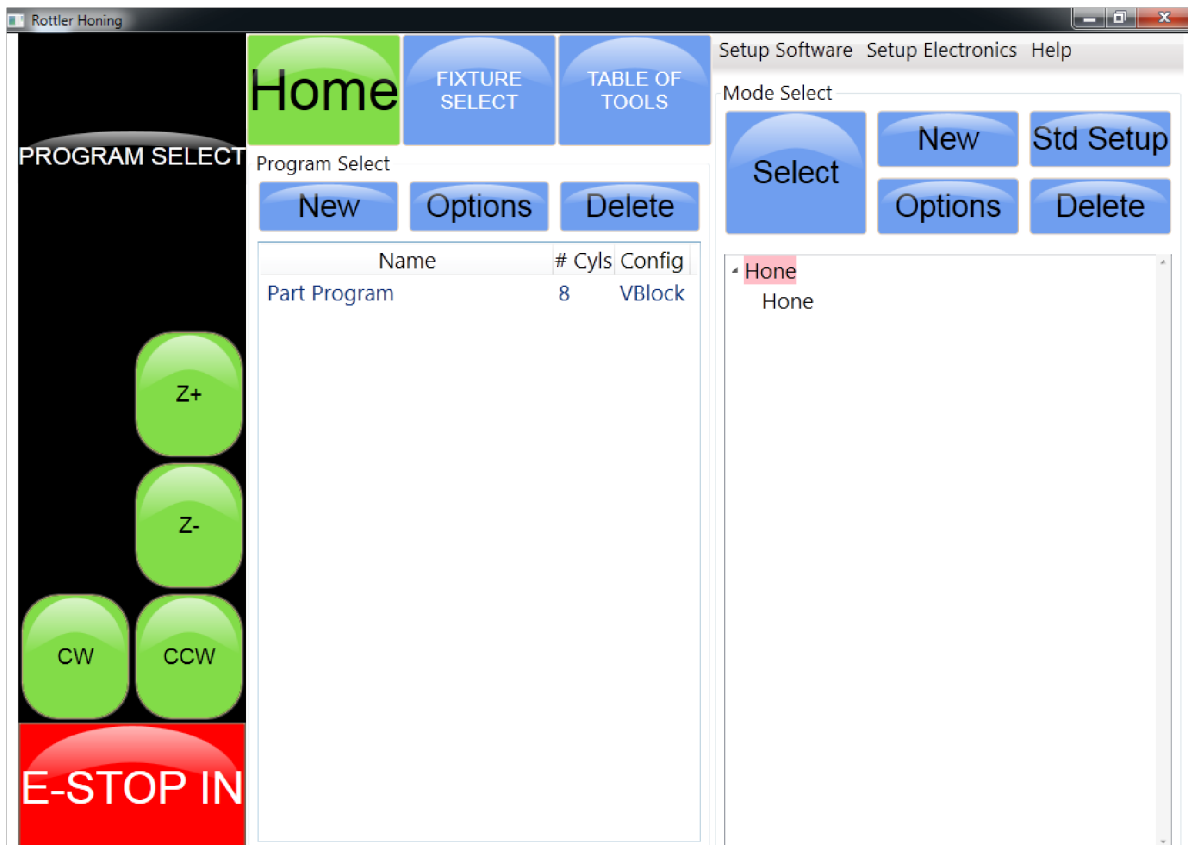 Rottler Honing
PROGRAM SELECT
Z+
Z-
CW CCW
E-STOP IN
Home FIXTURE SELECT TABLE OF TOOLS
Program Select
New Options Delete
Name # Cyls Config
Part Program 8 VBlock
Setup Software Setup Electronics Help
Mode Select
Select
New Std Setup
Options Delete
Hone
Hone